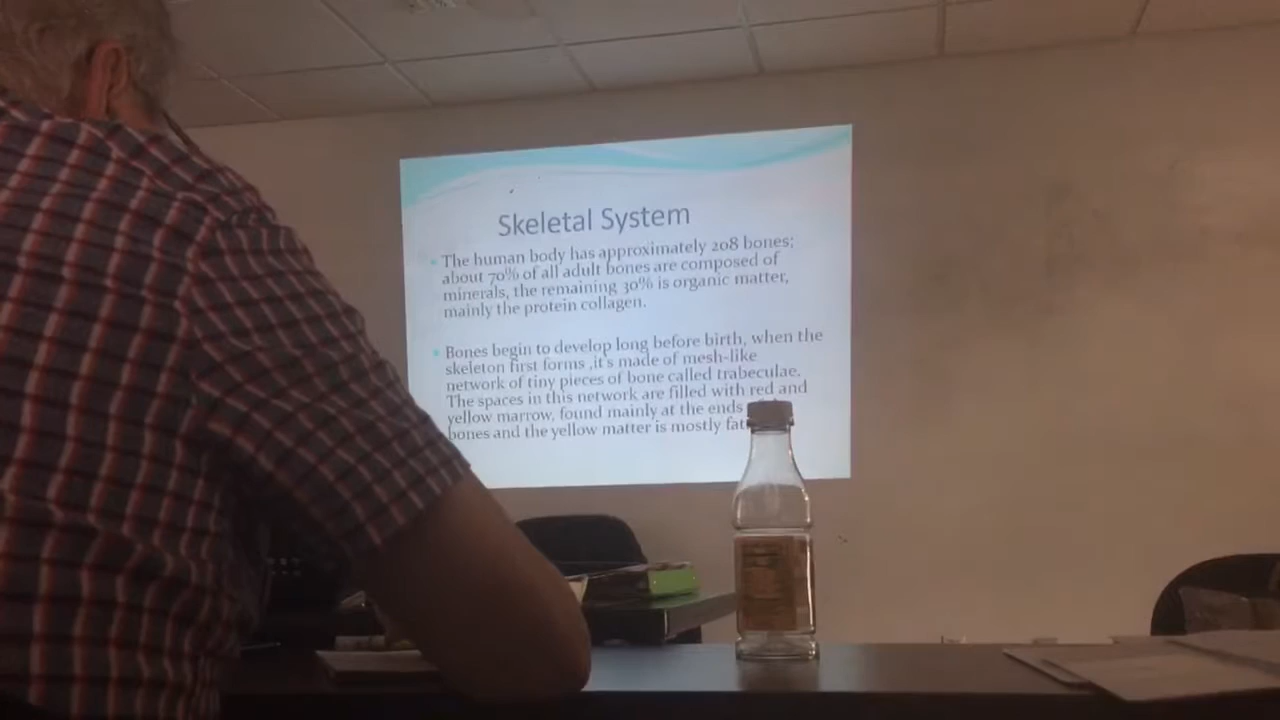 Skeletal System
The human body has approximately 208 bones;
about 70% of all adult bones are composed of
minerals, the remaining 30% is organic matter,
mainly the protein collagen.
Bones begin to develop long before birth, when the
skeleton first forms ,it's made of mesh-like
network of tiny pieces of bone called trabeculae.
The spaces in this network are filled with red and
yellow marrow, found mainly at the ends
bones and the yellow matter is mostly fat